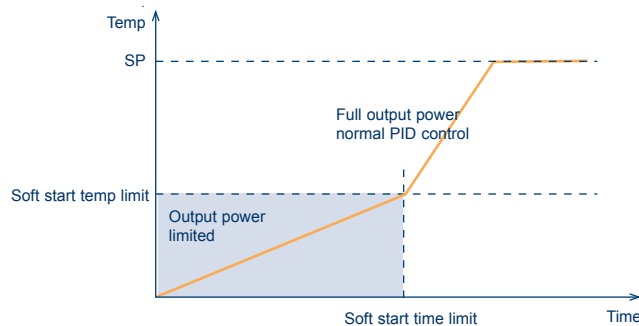 Temp
SP
Full output power
normal PID control
Soft start temp limit
Output power
limited
Soft start time limit
Time